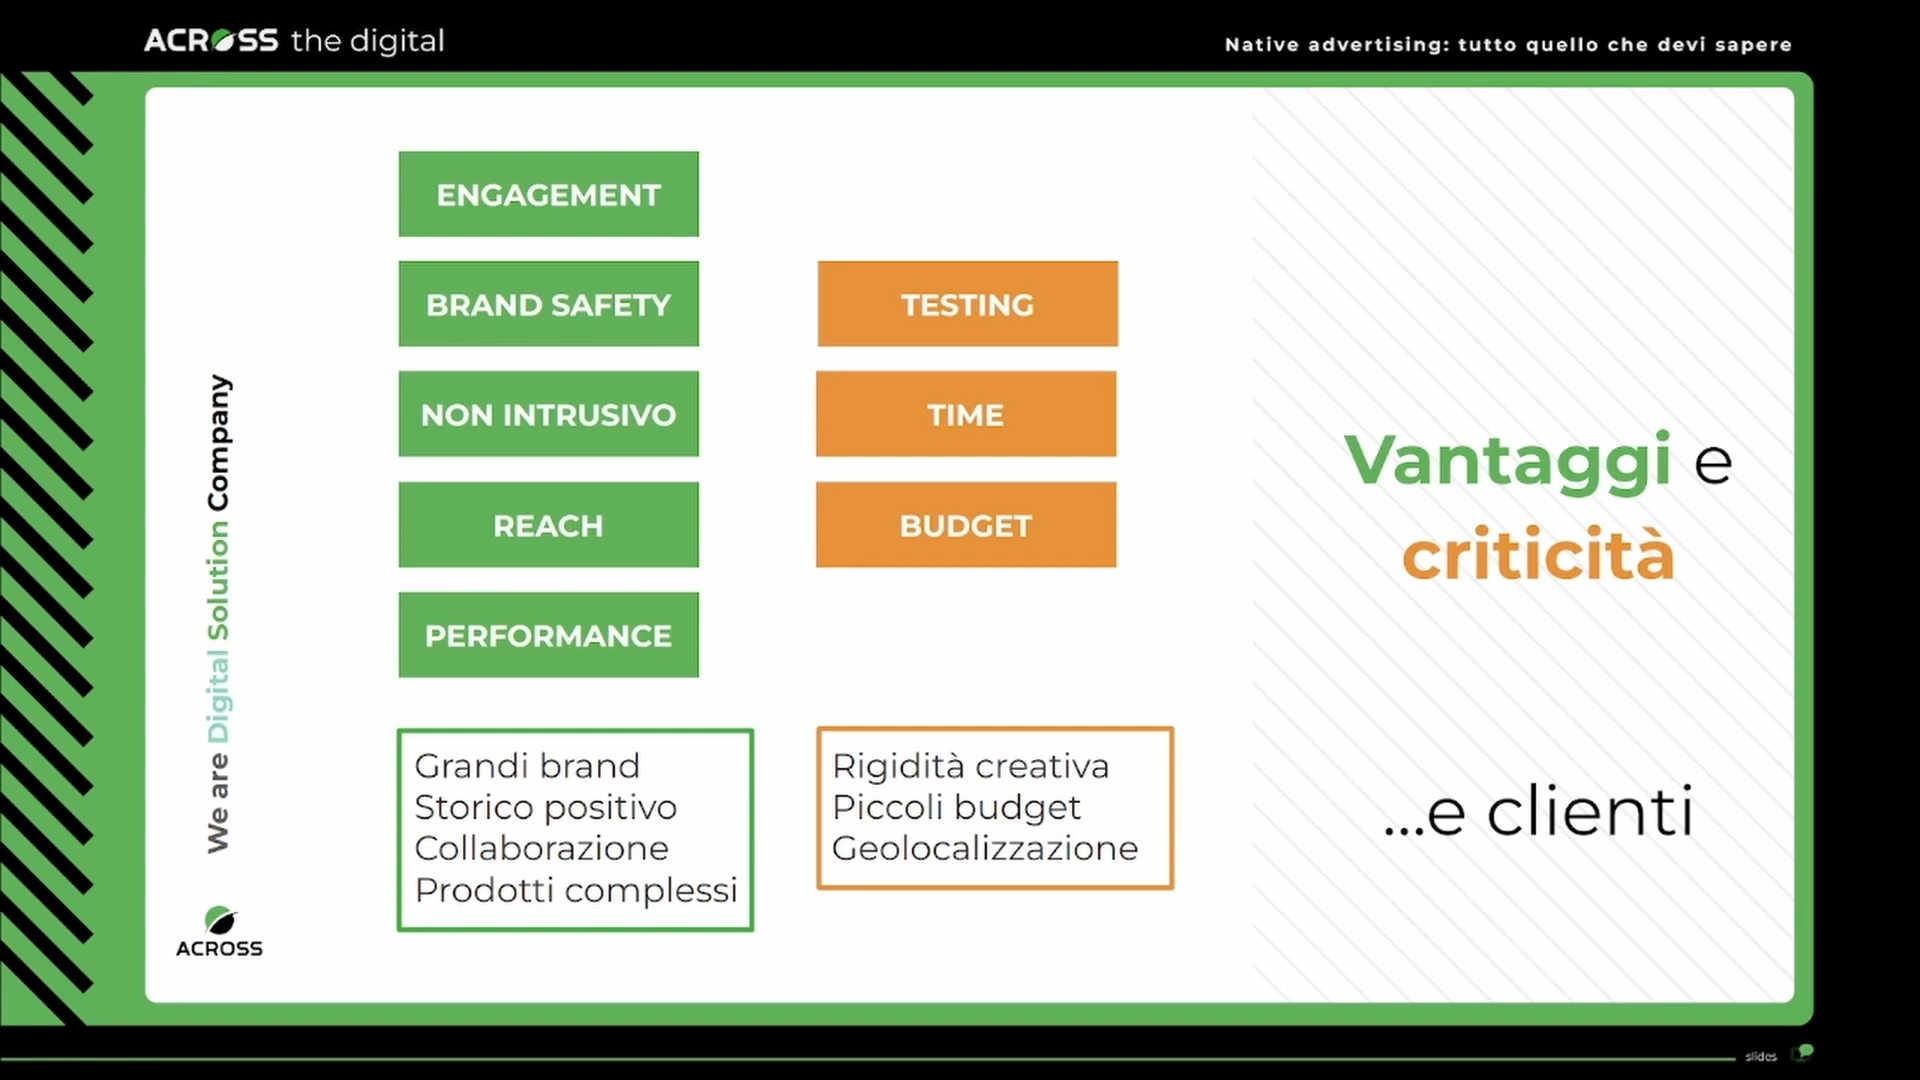 ACROSS the digital
Native advertising: tutto quello che devi sapere
ENGAGEMENT
BRAND SAFETY
NON INTRUSIVO
REACH
PERFORMANCE
TESTING
TIME
BUDGET
Grandi brand
Storico positivo
Collaborazione
Prodotti complessi
Rigidità creativa
Piccoli budget
Geolocalizzazione
Vantaggi e
criticità
...e clienti
We are Digital Solution Company
ACROSS
slides